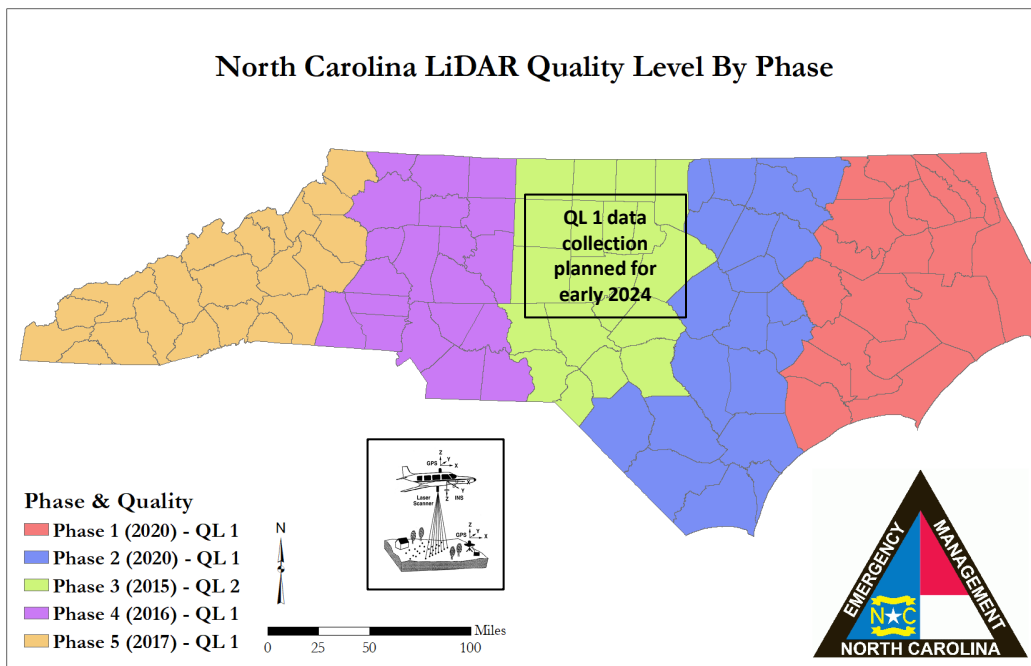 North Carolina LiDAR Quality Level By Phase
QL 1 data
collection
planned for
early 2024
Z
Y
GPS
X
Y
X
Laser
Scanner
Z
INS
Z
Y
GPS
X
Phase & Quality
Phase 1 (2020) - QL 1
Phase 2 (2020) - QL 1
Phase 3 (2015) - QL 2
Phase 4 (2016) - QL 1
Phase 5 (2017) - QL 1
N
Miles
0 25 50 100
EMERGENCY
MANAGEMENT
N C
NORTH CAROLINA